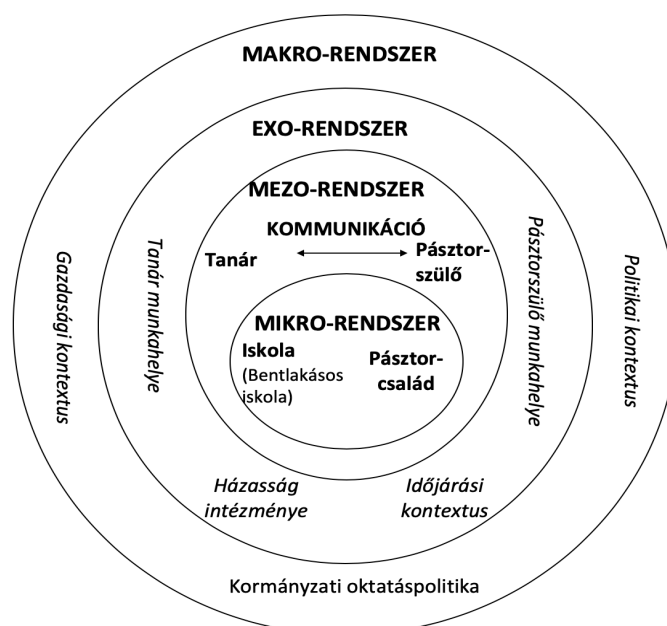 MAKRO-RENDSZER
EXO-RENDSZER
MEZO-RENDSZER
KOMMUNIKÁCIÓ
Tanár
Pásztor-
szülő
MIKRO-RENDSZER
Iskola
(Bentlakásos
iskola)
Pásztor-
család
Gazdasági kontextus
Tanár munkahelye
Pásztorszülő munkahelye
Politikai kontextus
Házasság
intézménye
Időjárási
kontextus
Kormányzati oktatáspolitika